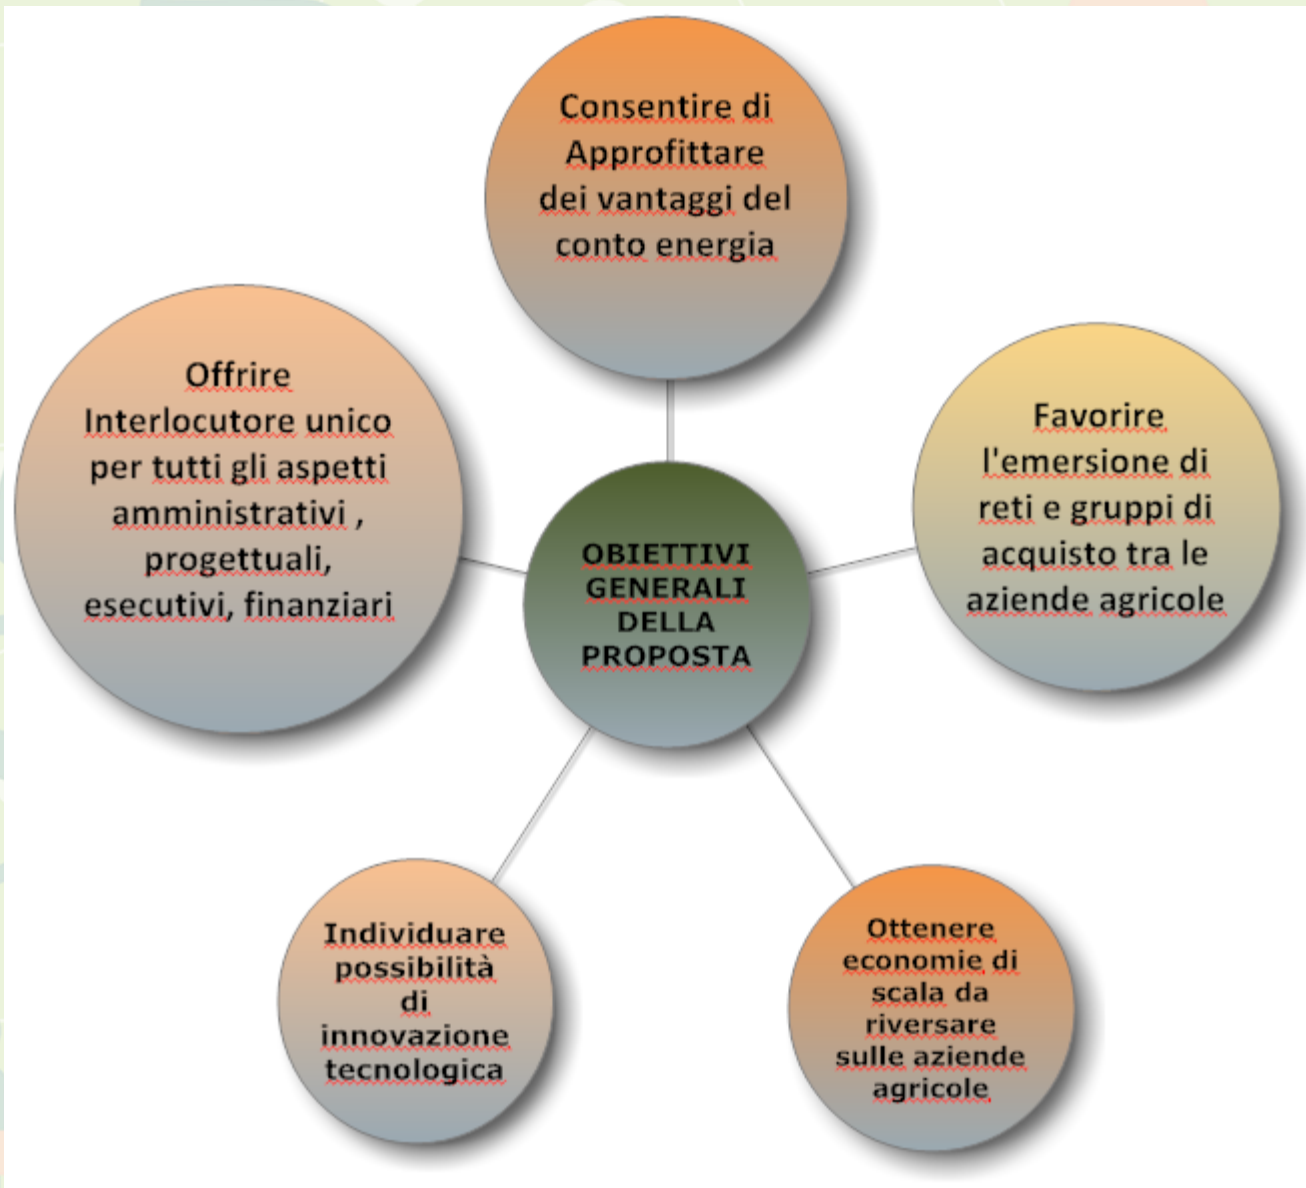 Consentire di
Approfittare
dei vantaggi del
conto energia
Offrire
Interlocutore unico
per tutti gli aspetti
amministrativi ,
progettuali,
esecutivi, finanziari
Favorire
l'emersione di
reti e gruppi di
acquisto tra le
aziende agricole
OBIETTIVI
GENERALI
DELLA
PROPOSTA
Individuare
possibilità
di
innovazione
tecnologica
Ottenere
economie di
scala da
riversare
sulle aziende
agricole